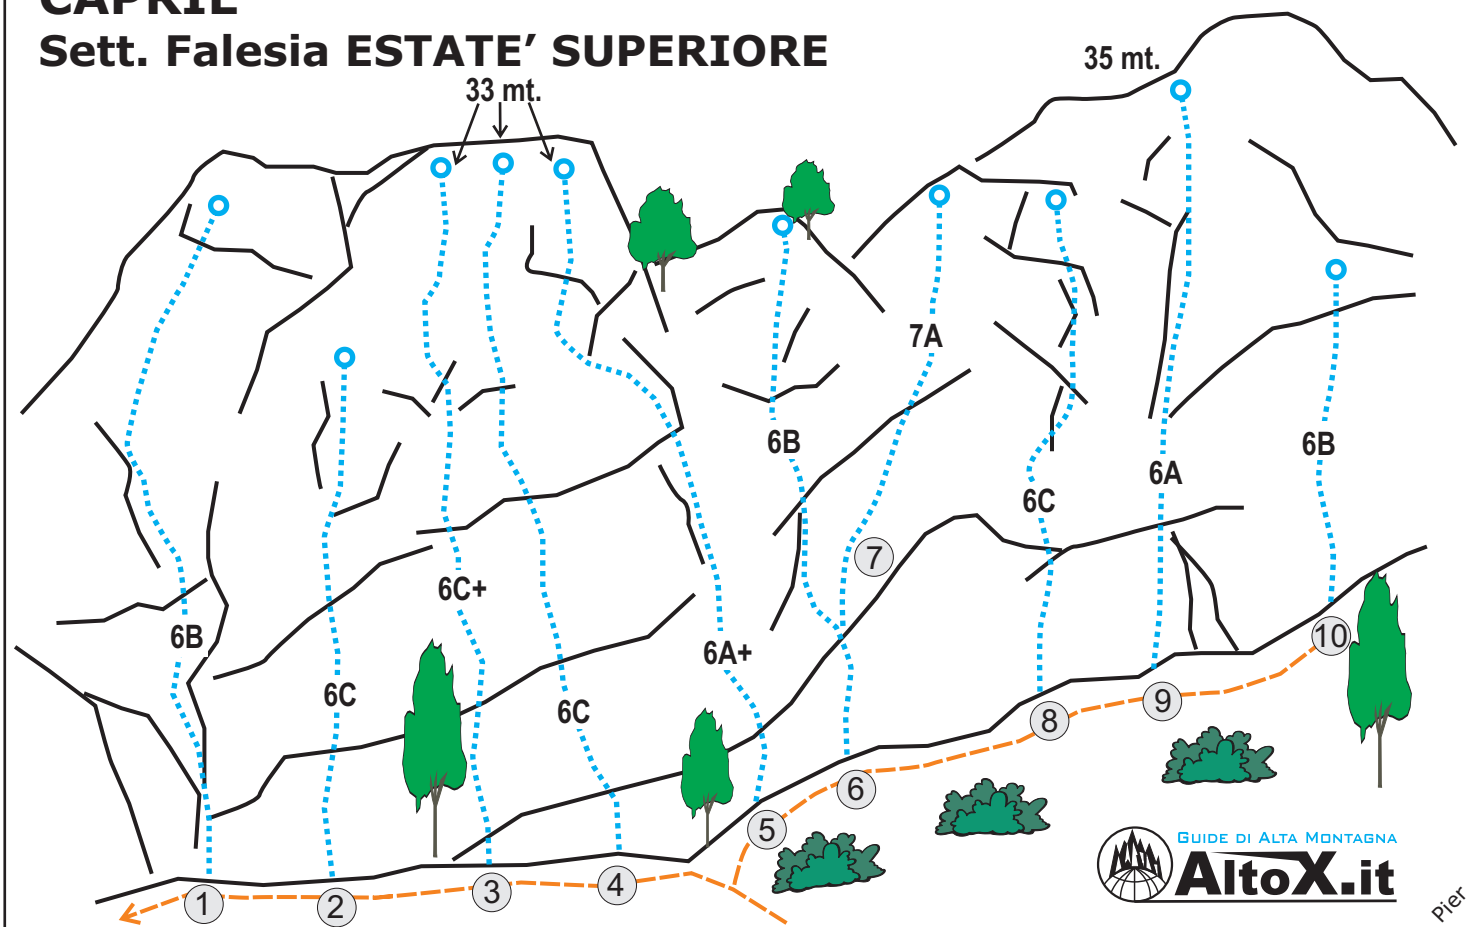 CAPRIE
Sett. Falesia ESTATE’ SUPERIORE
33 mt.
35 mt.
7A
6B
6B
6A
6C
6C+
6B
6A+
6C
6C
7
10
9
8
6
5
4
3
2
1
GUIDE DI ALTA MONTAGNA
AltoX.it
Pier